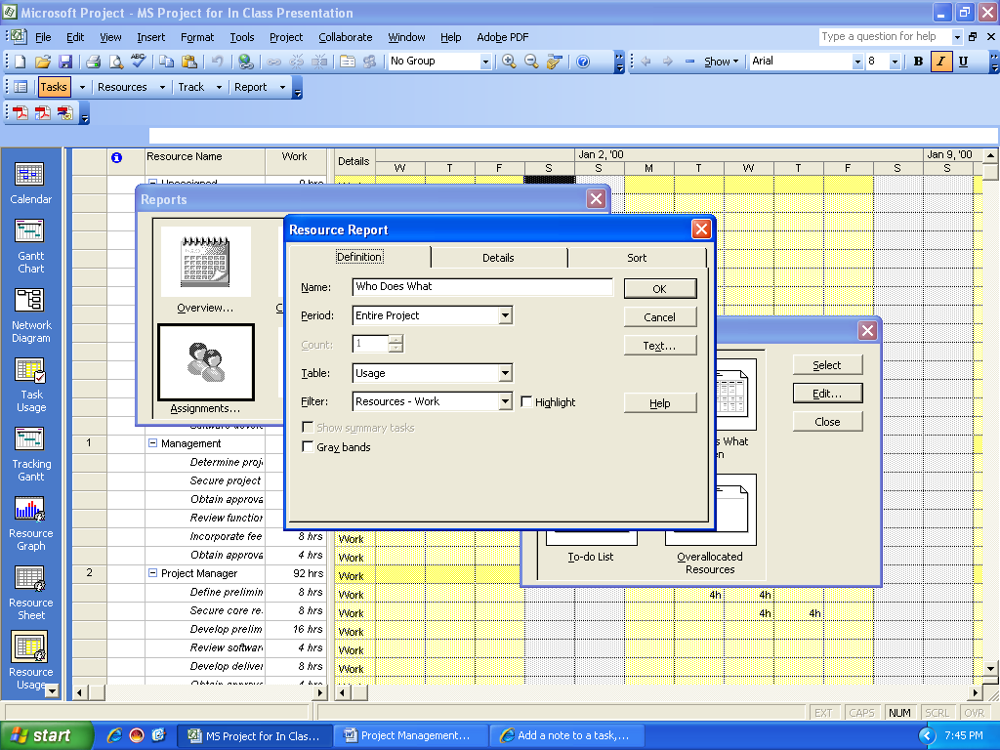 Microsoft Project - MS Project for In Class Presentation
File Edit View Insert Format Tools Project Collaborate Window Help Adobe PDF
Type a question for help
No Group
Show
Arial
8
B I U
Tasks Resources Track Report
Resource Name Work
Details
Jan 2, '00
Jan 9, '00
W T F S S M T W T F S S
Calendar
Gantt
Chart
Network
Diagram
Task
Usage
Tracking
Gantt
Resource
Graph
Resource
Sheet
Resource
Usage
Reports
Overview...
Assignments...
Resource Report
Definition
Details
Sort
Name:
Who Does What
OK
Period:
Entire Project
Cancel
Count:
1
Text...
Table:
Usage
Filter:
Resources - Work
Highlight
Help
Show summary tasks
Gray bands
Select
Edit...
Close
s What
en
To-do List
Overallocated
Resources
1 Management
Determine proj
Secure project
Obtain approva
Review function
Incorporate fee 8 hrs Work
Obtain approva 4 hrs Work
2 Project Manager 92 hrs Work
Define prelimin 8 hrs Work 4h 4h
Secure core re 8 hrs Work 4h 4h
Develop prelim 16 hrs Work
Review softwar 4 hrs Work
Develop deliver 8 hrs Work
EXT CAPS NUM SCRL OVR
start
MS Project for In Clas...
Project Management...
Add a note to a task,...
7:45 PM